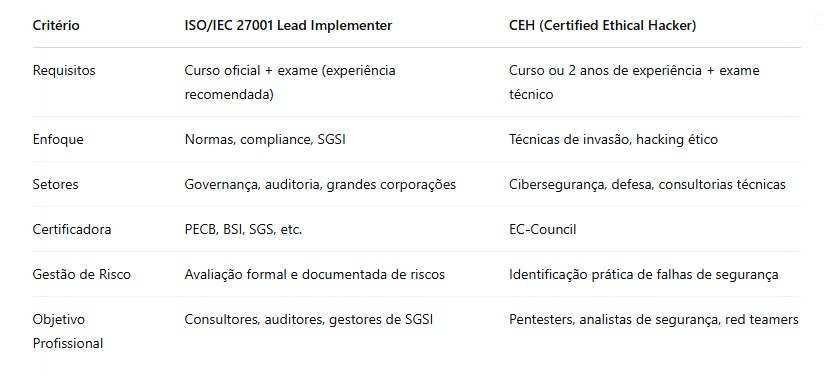 Critério ISO/IEC 27001 Lead Implementer CEH (Certified Ethical Hacker)
Requisitos Curso oficial + exame (experiência Curso ou 2 anos de experiência + exame
recomendada) técnico
Enfoque Normas, compliance, SGSI Técnicas de invasão, hacking ético
Setores Governança, auditoria, grandes corporações Cibersegurança, defesa, consultorias técnicas
Certificadora PECB, BSI, SGS, etc. EC-Council
Gestão de Risco Avaliação formal e documentada de riscos Identificação prática de falhas de segurança
Objetivo Consultores, auditores, gestores de SGSI Pentesters, analistas de segurança, red teamers
Profissional